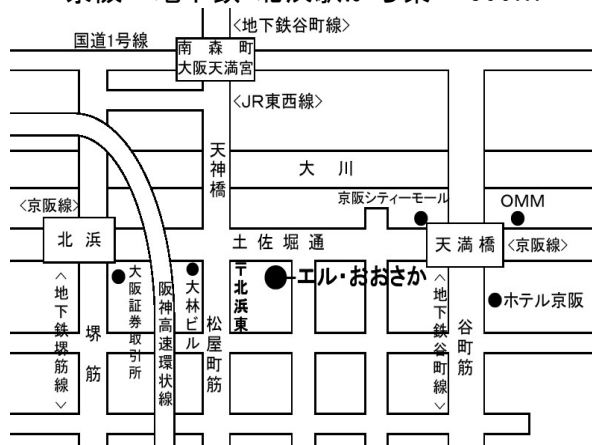 <地下鉄谷町線>
国道1号線
南森町
大阪天満宮
<JR東西線>
天神橋
大川
<京阪線>
京阪シティーモール
OMM
北浜
土佐堀通
天満橋
<京阪線>
エル・おおさか
〒北浜東
大阪証券取引所
大林ビル
ホテル京阪
<地下鉄堺筋線>
堺筋
阪神高速環状線
松屋町筋
<地下鉄谷町線>
谷町筋